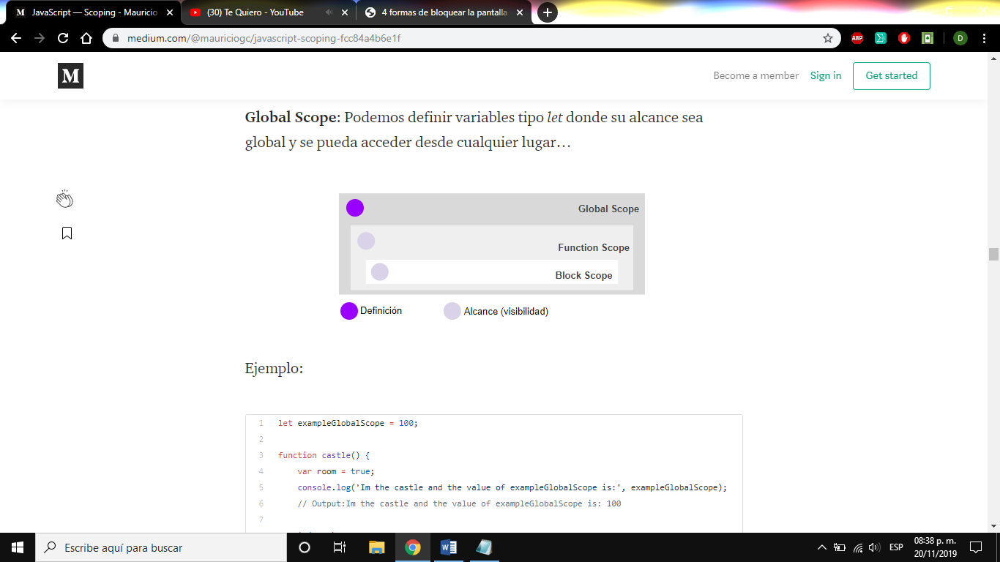 JavaScript — Scoping - Mauricio
(30) Te Quiero - YouTube
4 formas de bloquear la pantalla
medium.com/@mauriciogc/javascript-scoping-fcc84a4b6e1f
ABP
D
M
Become a member
Sign in
Get started
Global Scope: Podemos definir variables tipo let donde su alcance sea
global y se pueda acceder desde cualquier lugar…
Global Scope
Function Scope
Block Scope
Definición
Alcance (visibilidad)
Ejemplo:
1 let exampleGlobalScope = 100;
2
3 function castle() {
4 var room = true;
5 console.log('Im the castle and the value of exampleGlobalScope is:', exampleGlobalScope);
6 // Output:Im the castle and the value of exampleGlobalScope is: 100
7
Escribe aquí para buscar
ESP
08:38 p. m.
20/11/2019